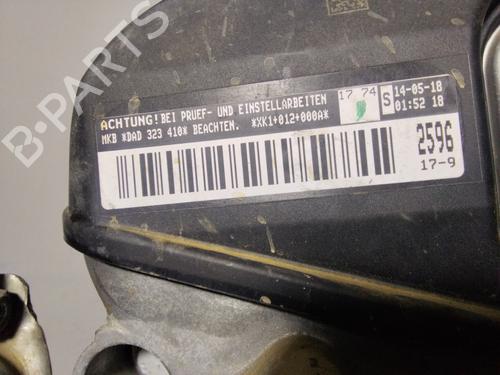 B-PARTS
ACHTUNG! BEI PRUEF- UND EINSTELLARBEITEN
MKB *DAD 323 410* BEACHTEN. *XK1+012+000A*
17 74
S
14-05-18
01:52 18
2596
17-9